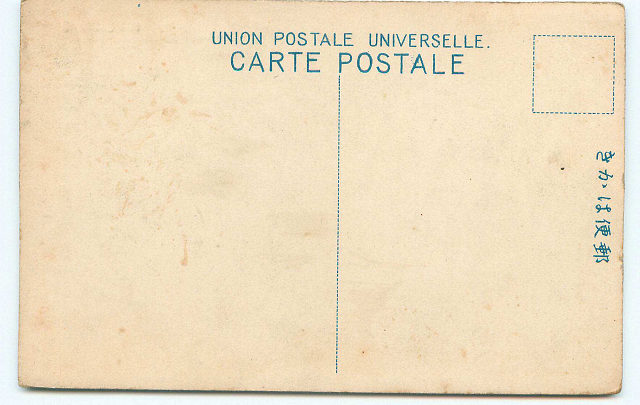 UNION POSTALE UNIVERSELLE.
CARTE POSTALE
きかは便郵